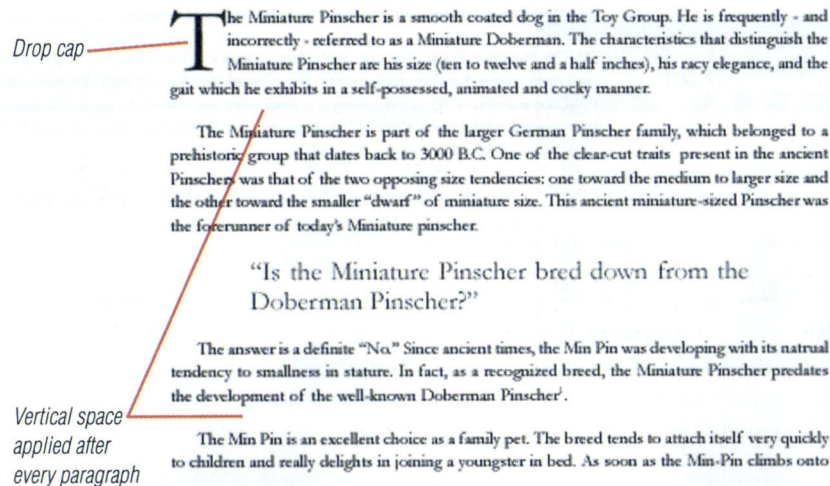 Drop cap
The Miniature Pinscher is a smooth coated dog in the Toy Group. He is frequently - and
incorrectly - referred to as a Miniature Doberman. The characteristics that distinguish the
Miniature Pinscher are his size (ten to twelve and a half inches), his racy elegance, and the
gait which he exhibits in a self-possessed, animated and cocky manner.
The Miniature Pinscher is part of the larger German Pinscher family, which belonged to a
prehistoric group that dates back to 3000 B.C. One of the clear-cut traits present in the ancient
Pinschers was that of the two opposing size tendencies: one toward the medium to larger size and
the other toward the smaller “dwarf” of miniature size. This ancient miniature-sized Pinscher was
the forerunner of today's Miniature pinscher.
“Is the Miniature Pinscher bred down from the
Doberman Pinscher?”
The answer is a definite “No.” Since ancient times, the Min Pin was developing with its natrual
tendency to smallness in stature. In fact, as a recognized breed, the Miniature Pinscher predates
the development of the well-known Doberman Pinscher¹.
Vertical space
applied after
every paragraph
The Min Pin is an excellent choice as a family pet. The breed tends to attach itself very quickly
to children and really delights in joining a youngster in bed. As soon as the Min-Pin climbs onto